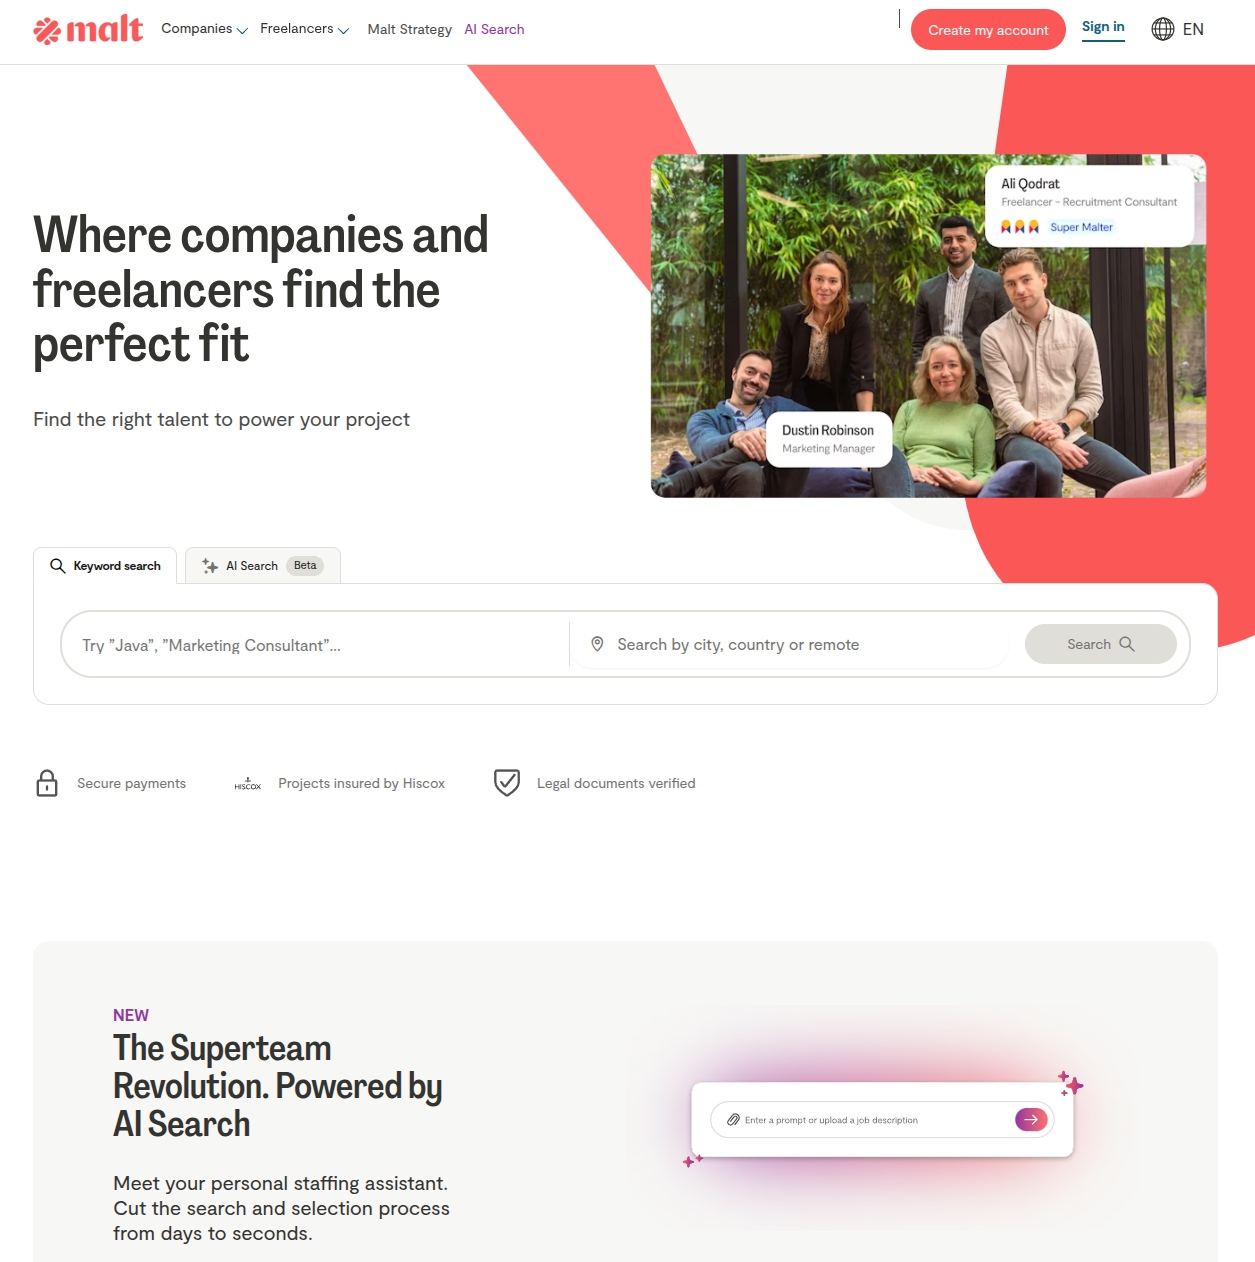 malt
Companies Freelancers Malt Strategy AI Search Create my account Sign in EN
Ali Qodrat
Freelancer - Recruitment Consultant
Super Malter
Where companies and
freelancers find the
perfect fit
Find the right talent to power your project
Dustin Robinson
Marketing Manager
Keyword search AI Search Beta
Try "Java", "Marketing Consultant"... Search by city, country or remote Search
Secure payments HISCOX Projects insured by Hiscox Legal documents verified
NEW
The Superteam
Revolution. Powered by
AI Search
Enter a prompt or upload a job description
Meet your personal staffing assistant.
Cut the search and selection process
from days to seconds.